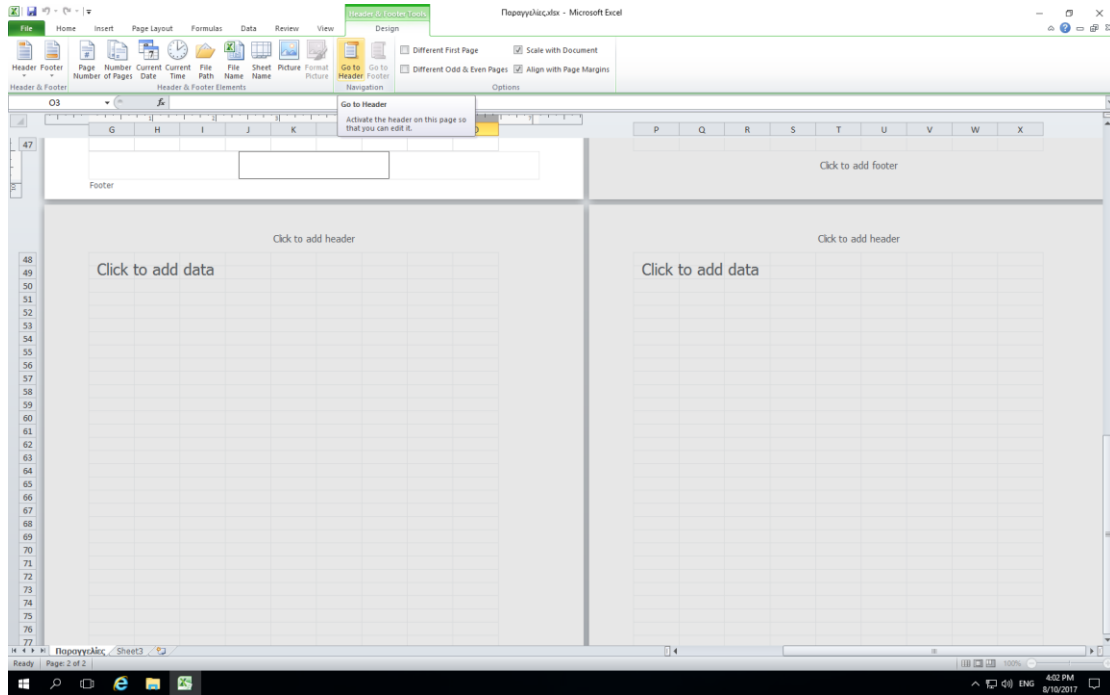 Παραγγελίες.xlsx - Microsoft Excel
Header & Footer Tools
File Home Insert Page Layout Formulas Data Review View Design
Header Footer
Page Number Number of Pages Current Date Current Time File Path File Name Sheet Name Picture Format Picture
Go to Header Go to Footer
Different First Page Scale with Document
Different Odd & Even Pages Align with Page Margins
Header & Footer Header & Footer Elements Navigation Options
O3 fx
Go to Header
Activate the header on this page so
that you can edit it.
G H I J K O P Q R S T U V W X
47
Click to add footer
Footer
Click to add header Click to add header
48
49 Click to add data Click to add data
50
51
52
53
54
55
56
57
58
59
60
61
62
63
64
65
66
67
68
69
70
71
72
73
74
75
76
77
Παραγγελίες Sheet3
Ready Page: 2 of 2 100%
ENG 4:02 PM
8/10/2017